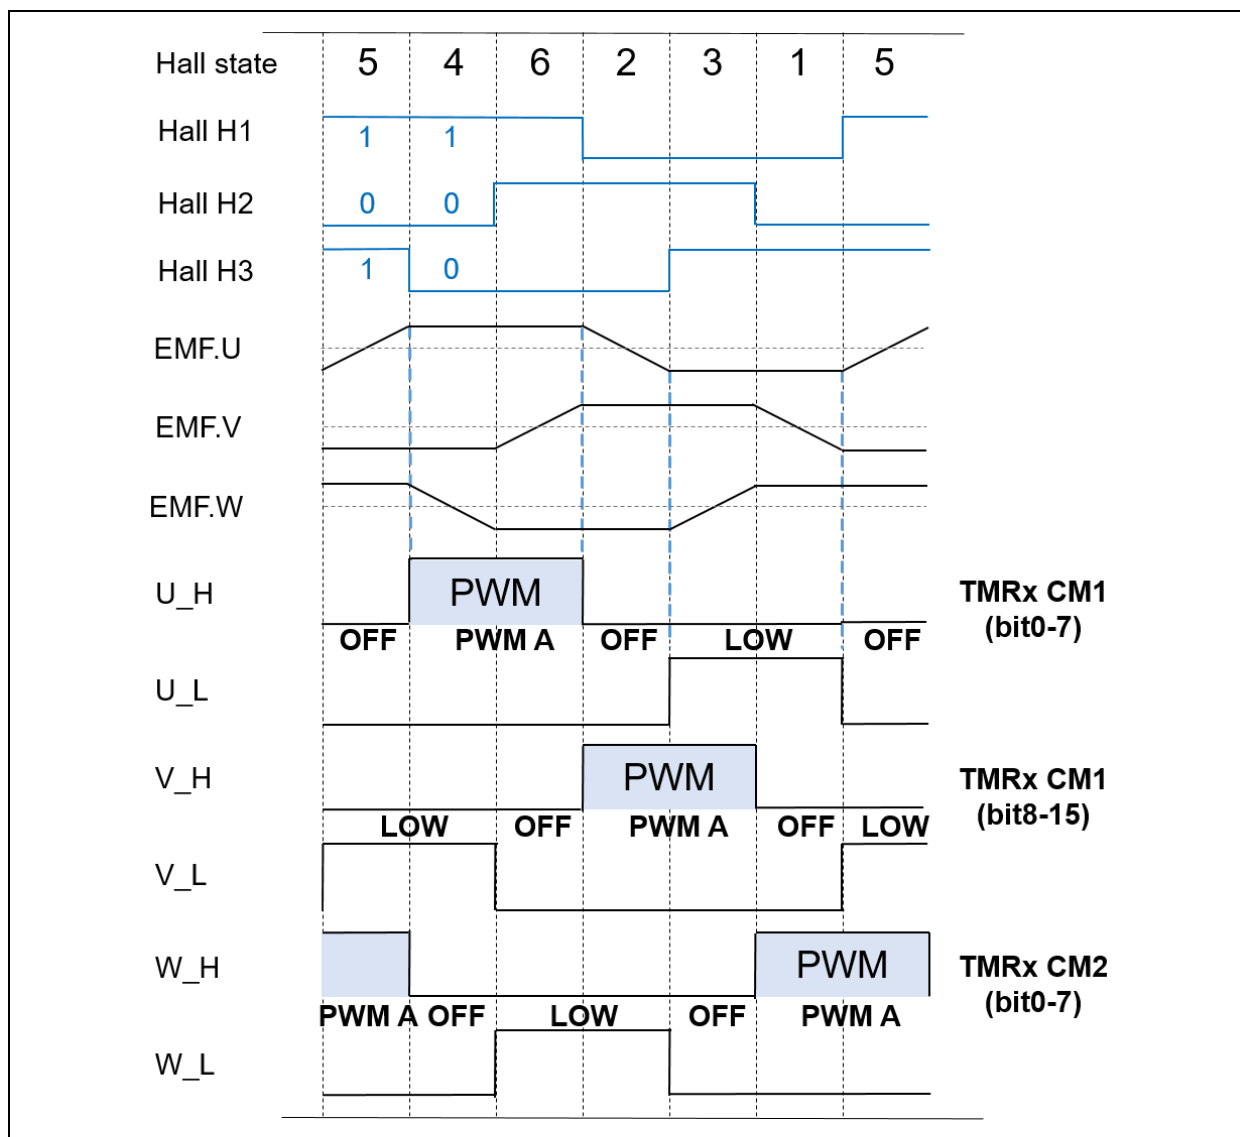 Hall state 5 4 6 2 3 1 5
Hall H1 1 1
Hall H2 0 0
Hall H3 1 0
EMF.U
EMF.V
EMF.W
U_H PWM TMRx CM1
(bit0-7)
OFF PWM A OFF LOW OFF
U_L
V_H PWM TMRx CM1
(bit8-15)
LOW OFF PWM A OFF LOW
V_L
W_H PWM TMRx CM2
(bit0-7)
PWM A OFF LOW OFF PWM A
W_L